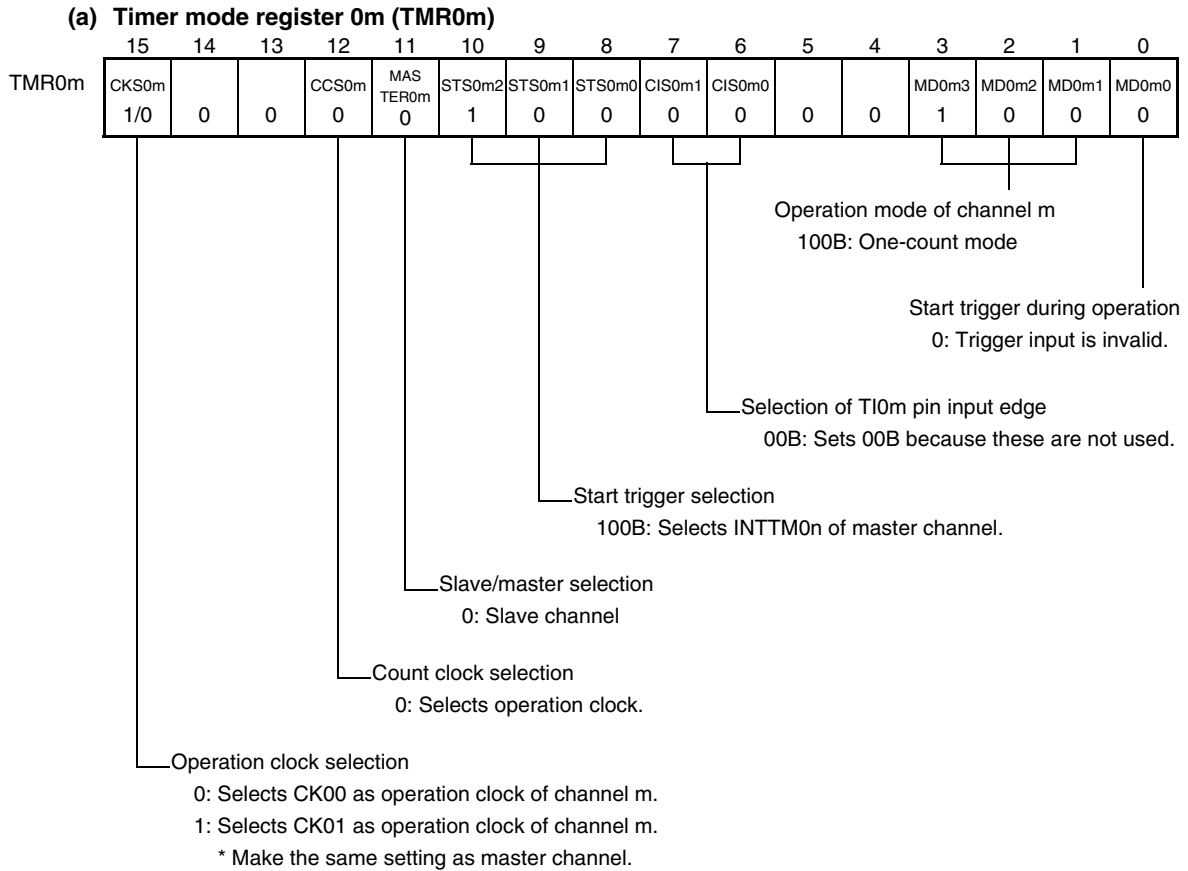 (a) Timer mode register 0m (TMR0m)
15 14 13 12 11 10 9 8 7 6 5 4 3 2 1 0
TMR0m CKS0m CCS0m MAS TER0m STS0m2 STS0m1 STS0m0 CIS0m1 CIS0m0 MD0m3 MD0m2 MD0m1 MD0m0
1/0 0 0 0 0 1 0 0 0 0 0 0 1 0 0 0
Operation mode of channel m
100B: One-count mode
Start trigger during operation
0: Trigger input is invalid.
Selection of TI0m pin input edge
00B: Sets 00B because these are not used.
Start trigger selection
100B: Selects INTTM0n of master channel.
Slave/master selection
0: Slave channel
Count clock selection
0: Selects operation clock.
Operation clock selection
0: Selects CK00 as operation clock of channel m.
1: Selects CK01 as operation clock of channel m.
* Make the same setting as master channel.